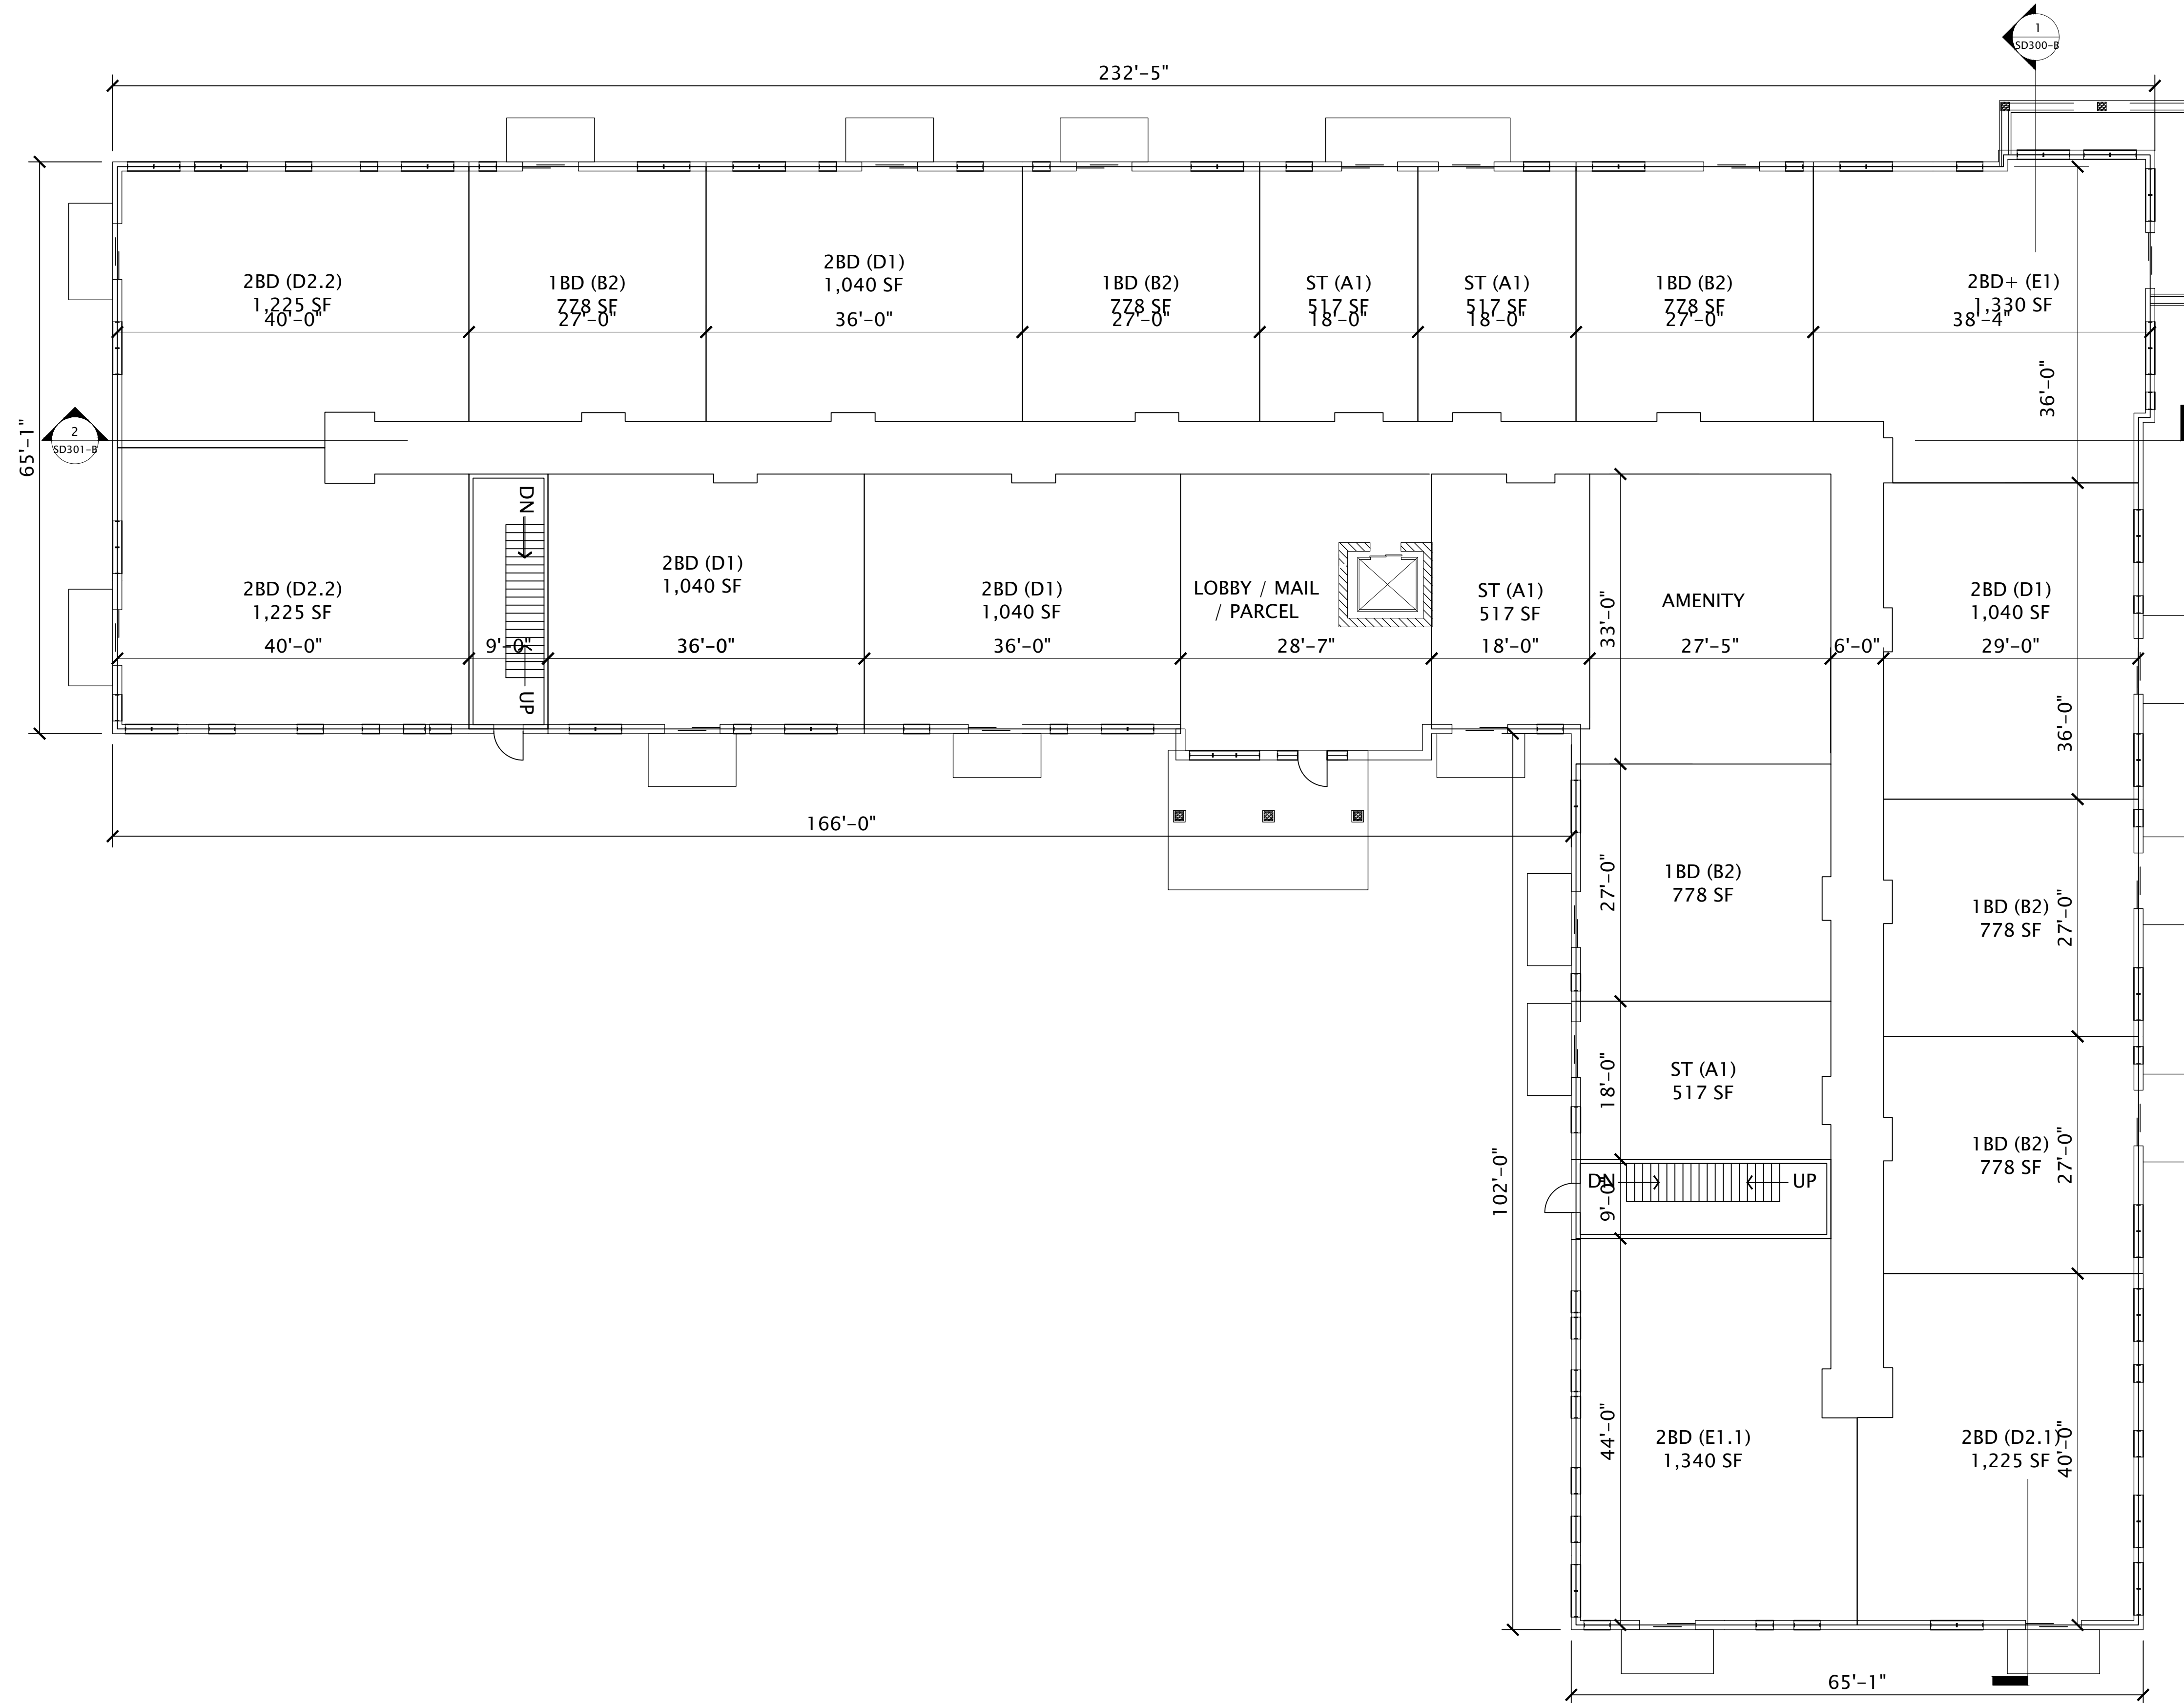 1
SD300-B
232'-5"
2BD (D2.2)
1,225 SF
40'-0"
1BD (B2)
778 SF
27'-0"
2BD (D1)
1,040 SF
36'-0"
1BD (B2)
778 SF
27'-0"
ST (A1)
517 SF
18'-0"
ST (A1)
517 SF
18'-0"
1BD (B2)
778 SF
27'-0"
2BD+ (E1)
1,330 SF
38'-4"
36'-0"
65'-1"
2
SD301-B
2BD (D2.2)
1,225 SF
40'-0"
DN
9'-0"
UP
2BD (D1)
1,040 SF
36'-0"
2BD (D1)
1,040 SF
36'-0"
LOBBY / MAIL
/ PARCEL
28'-7"
ST (A1)
517 SF
18'-0"
33'-0"
AMENITY
27'-5"
6'-0"
2BD (D1)
1,040 SF
29'-0"
36'-0"
166'-0"
27'-0"
1BD (B2)
778 SF
1BD (B2)
778 SF
27'-0"
18'-0"
ST (A1)
517 SF
1BD (B2)
778 SF
27'-0"
102'-0"
DN
9'-0"
UP
44'-0"
2BD (E1.1)
1,340 SF
2BD (D2.1)
1,225 SF
40'-0"
65'-1"